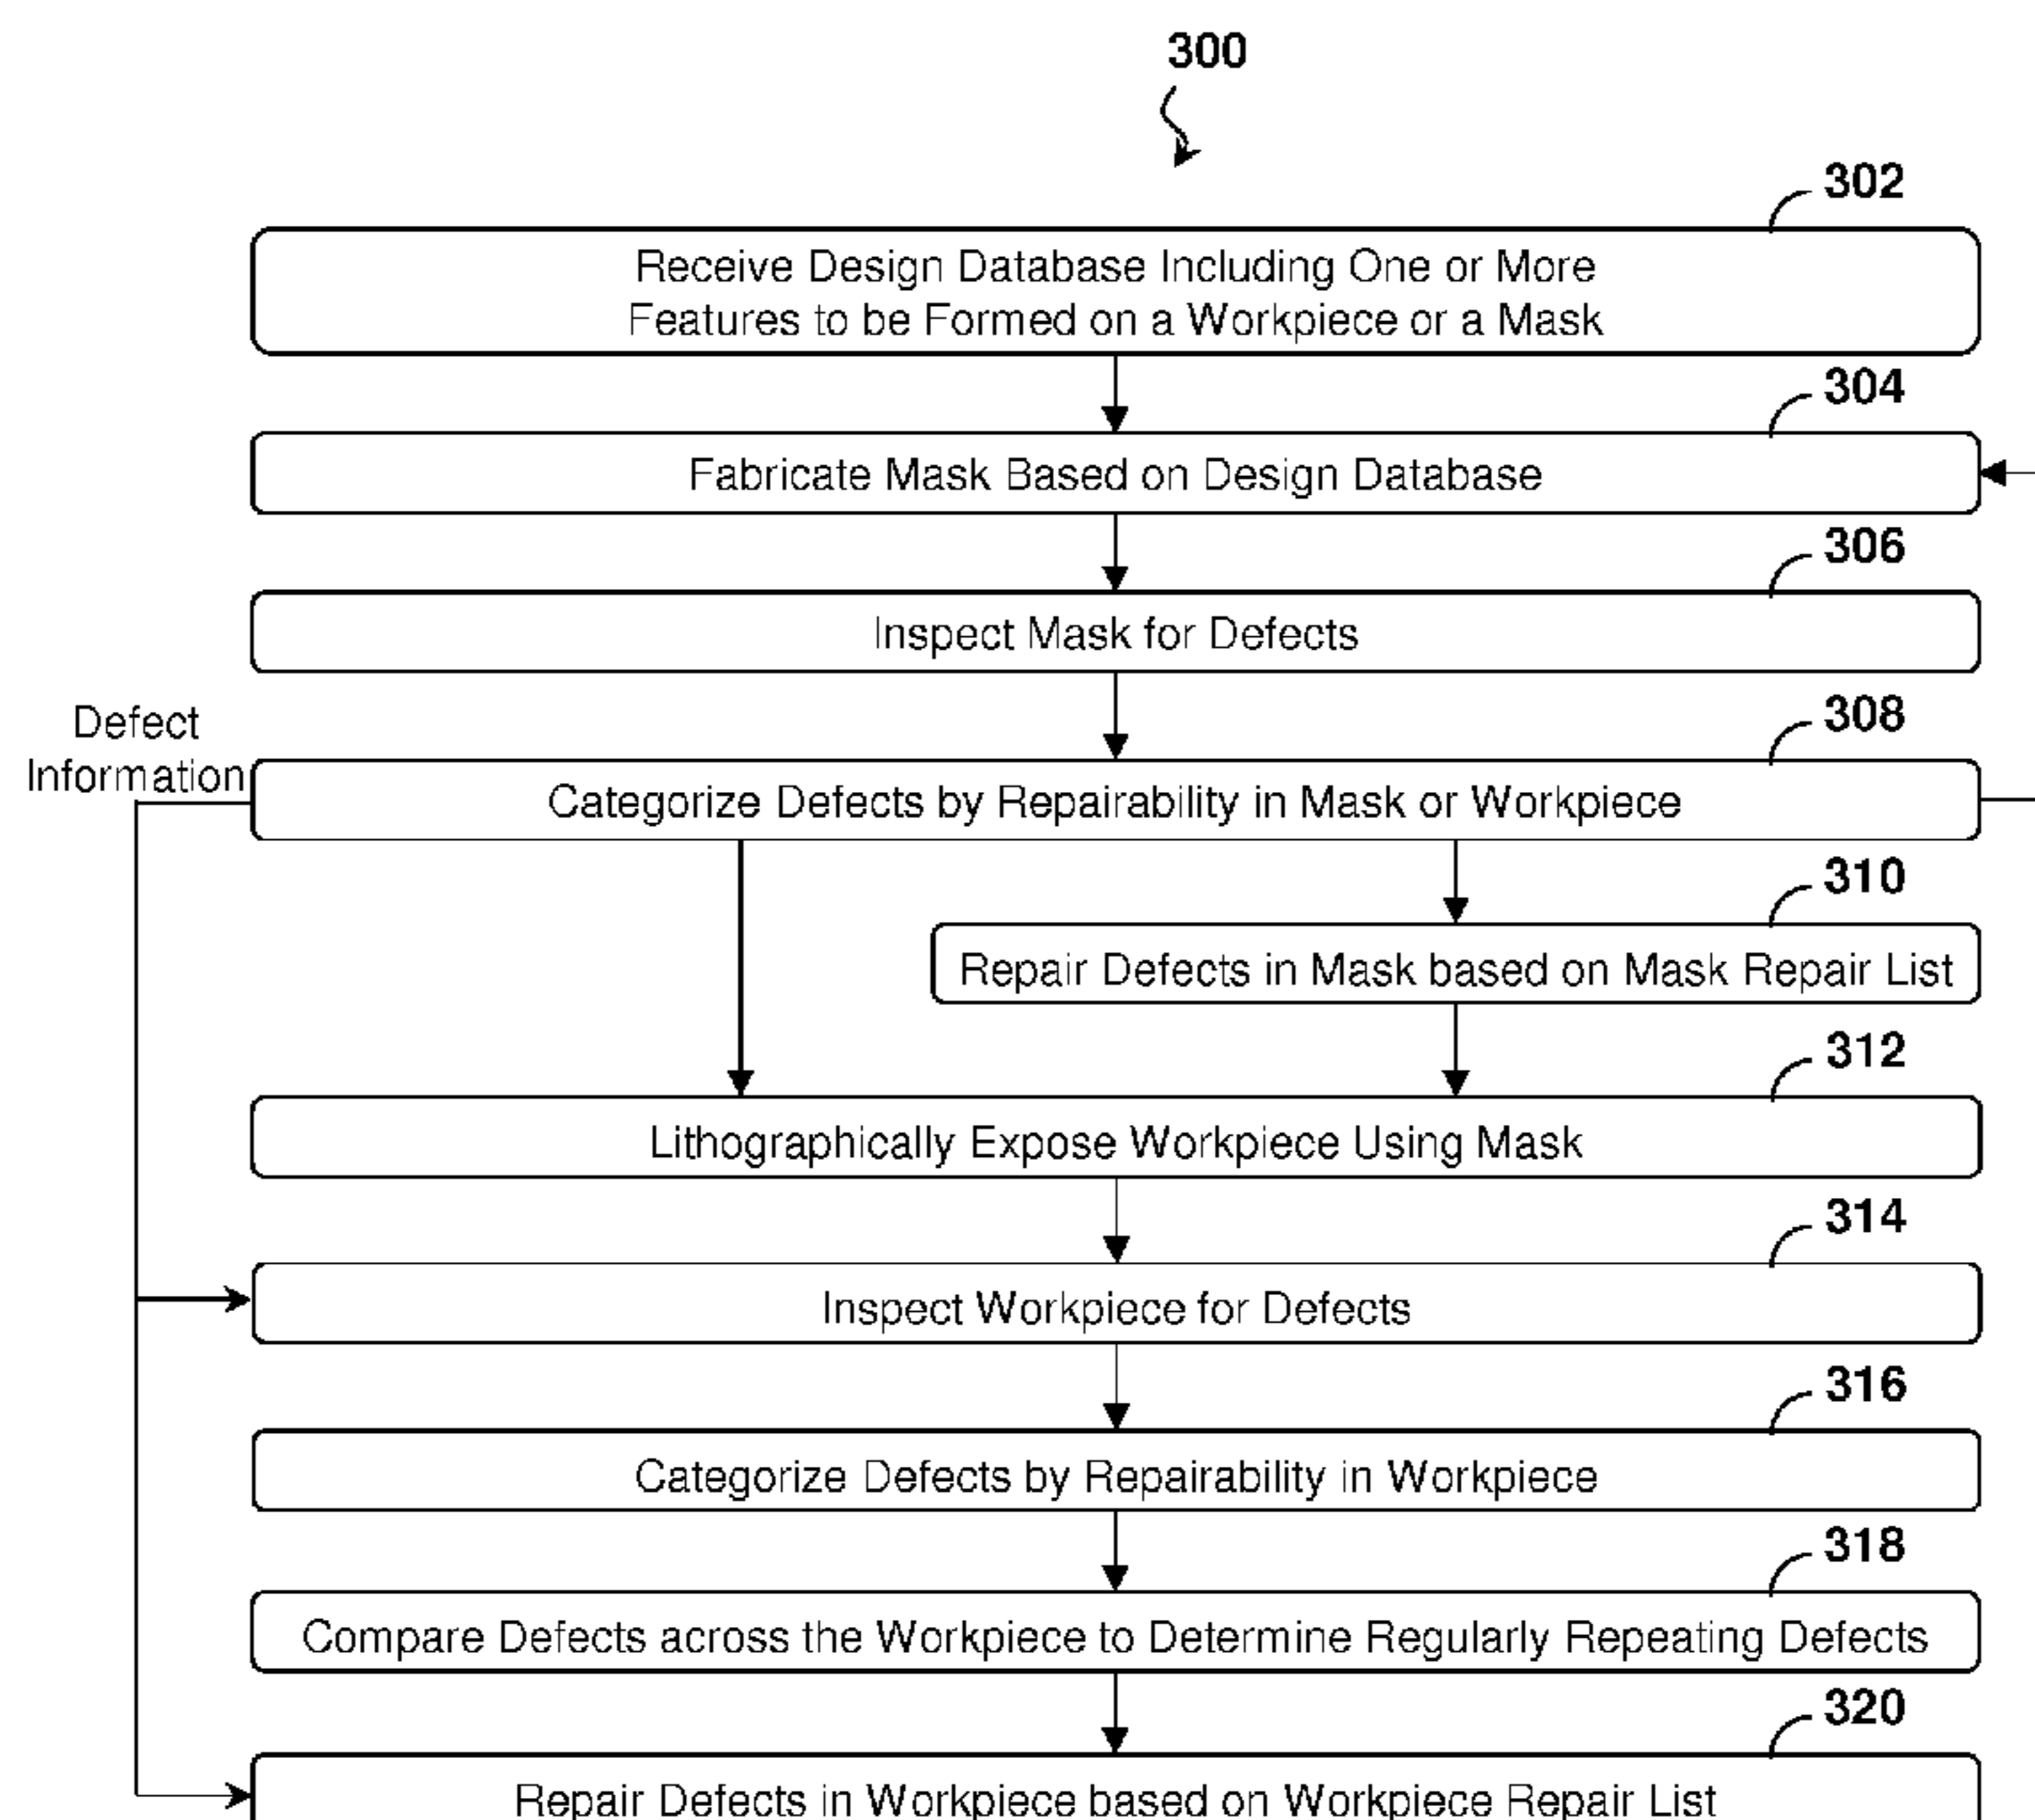 300
302
Receive Design Database Including One or More
Features to be Formed on a Workpiece or a Mask
304
Fabricate Mask Based on Design Database
306
Inspect Mask for Defects
308
Defect
Information
Categorize Defects by Repairability in Mask or Workpiece
310
Repair Defects in Mask based on Mask Repair List
312
Lithographically Expose Workpiece Using Mask
314
Inspect Workpiece for Defects
316
Categorize Defects by Repairability in Workpiece
318
Compare Defects across the Workpiece to Determine Regularly Repeating Defects
320
Repair Defects in Workpiece based on Workpiece Repair List